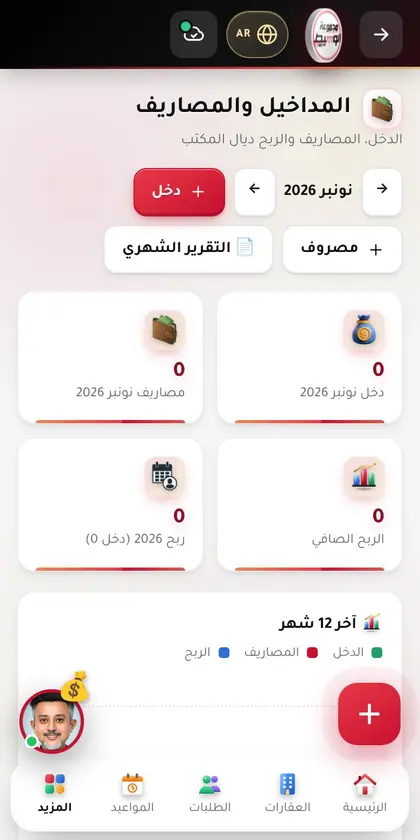 مجموعة
الوسيط
AR
المداخيل والمصاريف
الدخل، المصاريف والربح ديال المكتب
نونبر 2026
+ دخل
+ مصروف
التقرير الشهري
0
دخل نونبر 2026
0
مصاريف نونبر 2026
0
الربح الصافي
0
ربح 2026 (دخل 0)
آخر 12 شهر
الدخل
المصاريف
الربح
+
الرئيسية
العقارات
الطلبات
المواعيد
المزيد